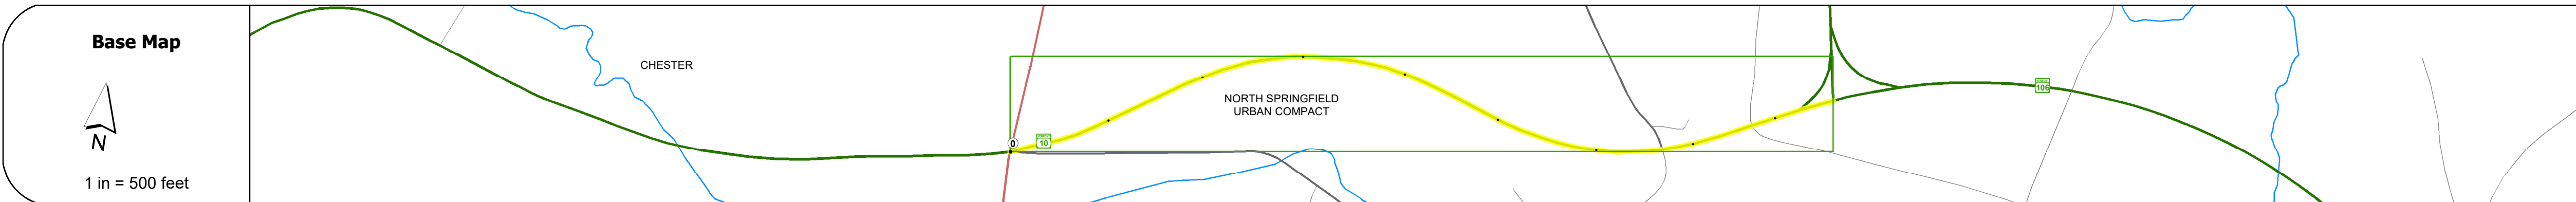 Base Map
N
1 in = 500 feet
CHESTER
0
10
NORTH SPRINGFIELD
URBAN COMPACT
106